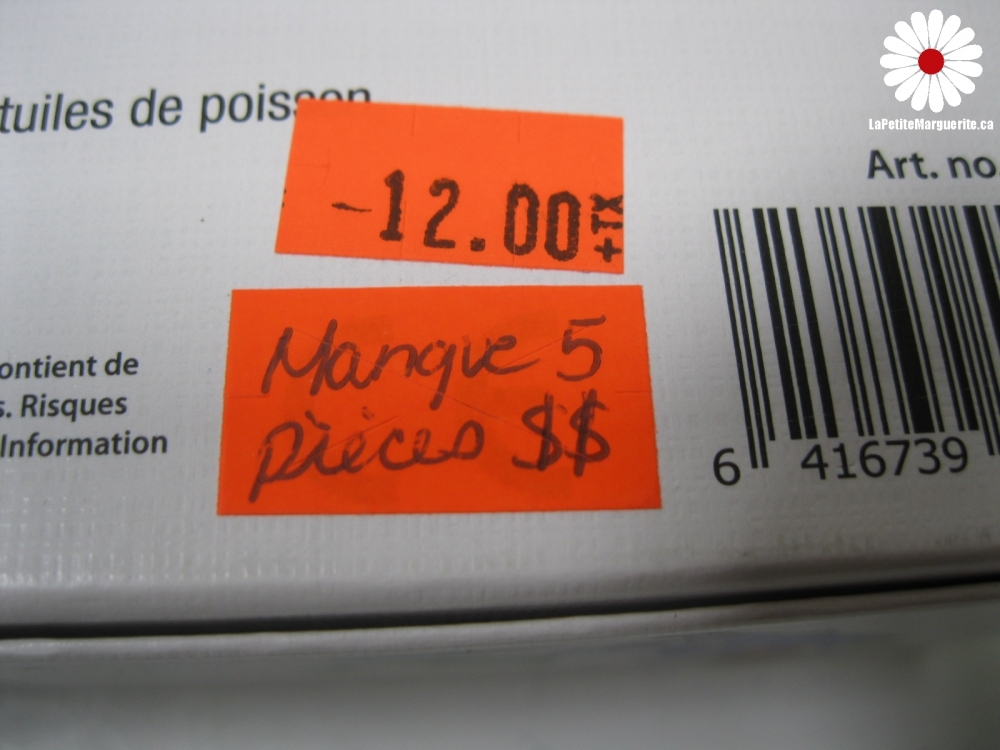 LaPetiteMarguerite.ca
tuiles de poisson
Art. no.
-12.00 +TX
Manque 5
pièces $$
ontient de
s. Risques
Information
6 416739